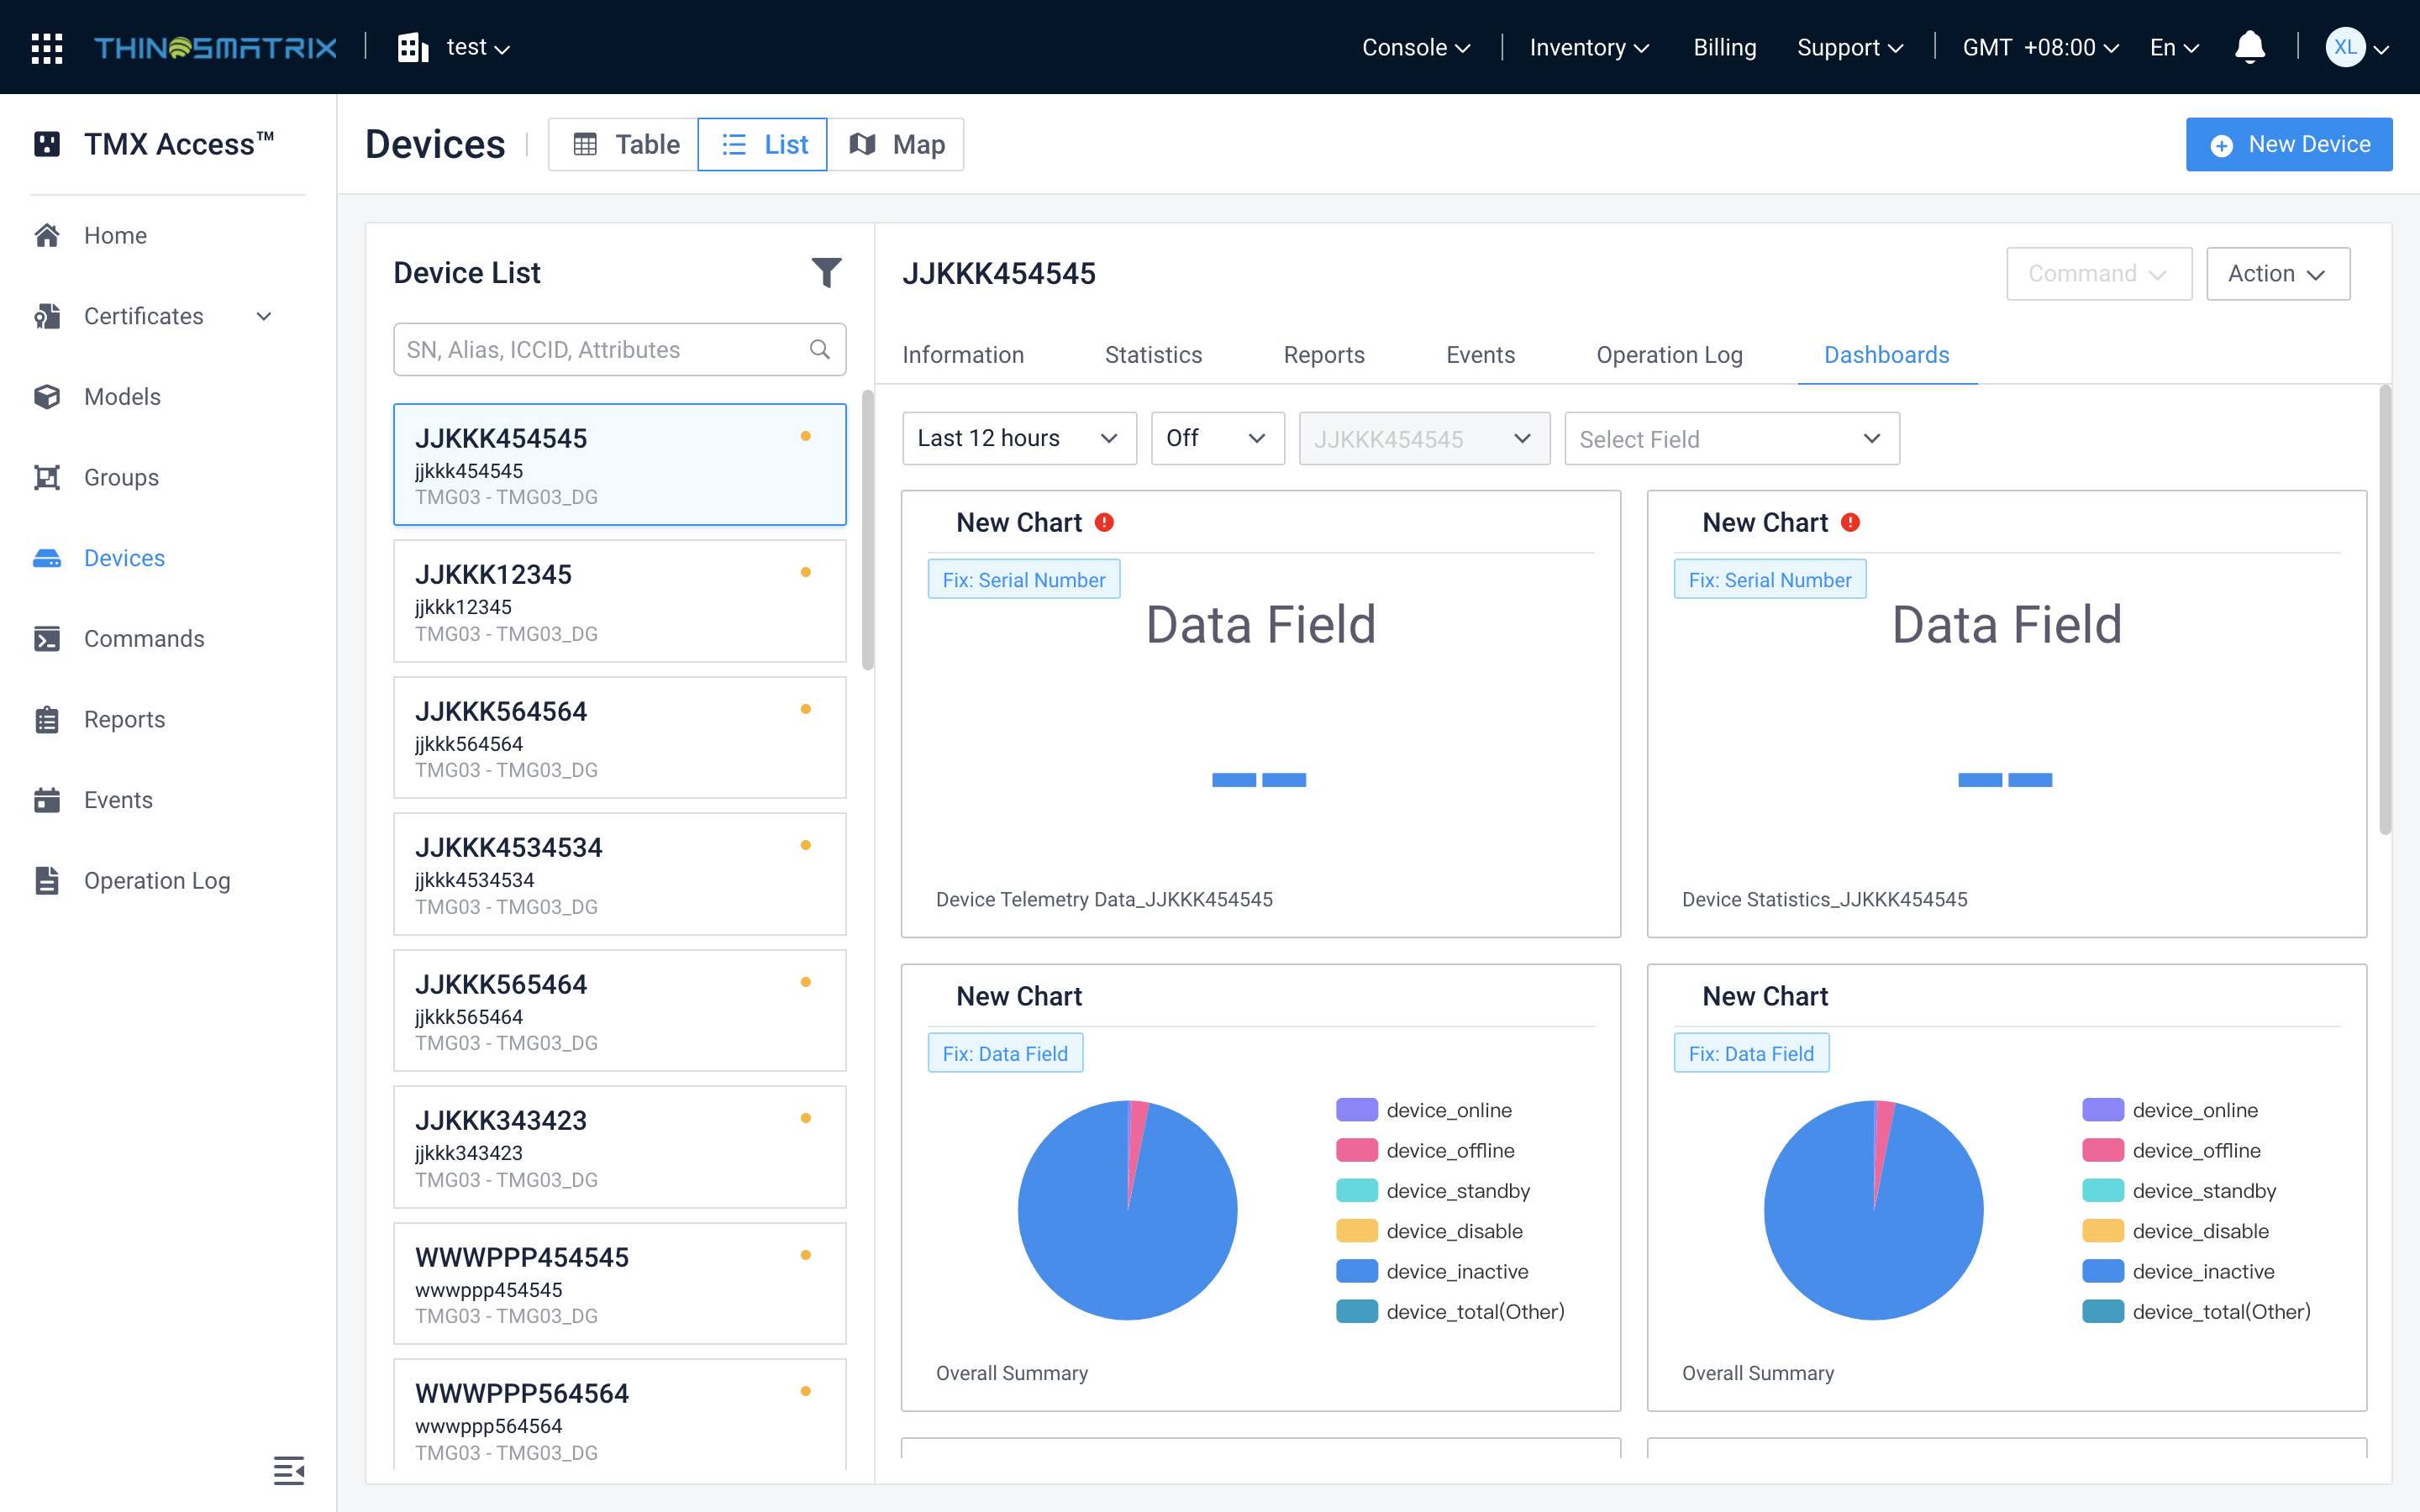 THINGSMATRIX
test
Console
Inventory
Billing
Support
GMT +08:00
En
XL
TMX Access™
Home
Certificates
Models
Groups
Devices
Commands
Reports
Events
Operation Log
Devices
Table
List
Map
New Device
Device List
SN, Alias, ICCID, Attributes
JJKKK454545
jjkkk454545
TMG03 - TMG03_DG
JJKKK12345
jjkkk12345
TMG03 - TMG03_DG
JJKKK564564
jjkkk564564
TMG03 - TMG03_DG
JJKKK4534534
jjkkk4534534
TMG03 - TMG03_DG
JJKKK565464
jjkkk565464
TMG03 - TMG03_DG
JJKKK343423
jjkkk343423
TMG03 - TMG03_DG
WWWPPP454545
wwwppp454545
TMG03 - TMG03_DG
WWWPPP564564
wwwppp564564
TMG03 - TMG03_DG
JJKKK454545
Command
Action
Information
Statistics
Reports
Events
Operation Log
Dashboards
Last 12 hours
Off
JJKKK454545
Select Field
New Chart
Fix: Serial Number
Data Field
--
Device Telemetry Data_JJKKK454545
New Chart
Fix: Serial Number
Data Field
--
Device Statistics_JJKKK454545
New Chart
Fix: Data Field
device_online
device_offline
device_standby
device_disable
device_inactive
device_total(Other)
Overall Summary
New Chart
Fix: Data Field
device_online
device_offline
device_standby
device_disable
device_inactive
device_total(Other)
Overall Summary